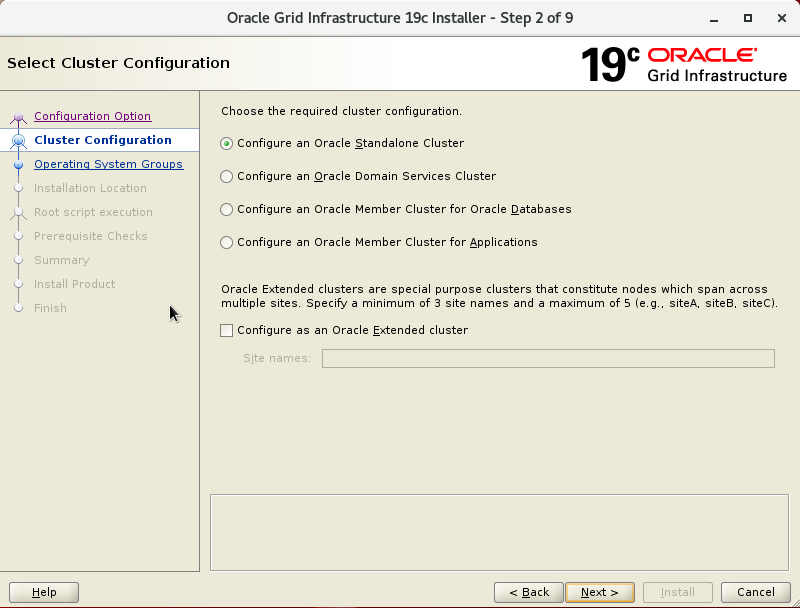 Oracle Grid Infrastructure 19c Installer - Step 2 of 9
Select Cluster Configuration
19c ORACLE
Grid Infrastructure
Configuration Option
Cluster Configuration
Operating System Groups
Installation Location
Root script execution
Prerequisite Checks
Summary
Install Product
Finish
Choose the required cluster configuration.
Configure an Oracle Standalone Cluster
Configure an Oracle Domain Services Cluster
Configure an Oracle Member Cluster for Oracle Databases
Configure an Oracle Member Cluster for Applications
Oracle Extended clusters are special purpose clusters that constitute nodes which span across
multiple sites. Specify a minimum of 3 site names and a maximum of 5 (e.g., siteA, siteB, siteC).
Configure as an Oracle Extended cluster
Site names:
Help
< Back
Next >
Install
Cancel